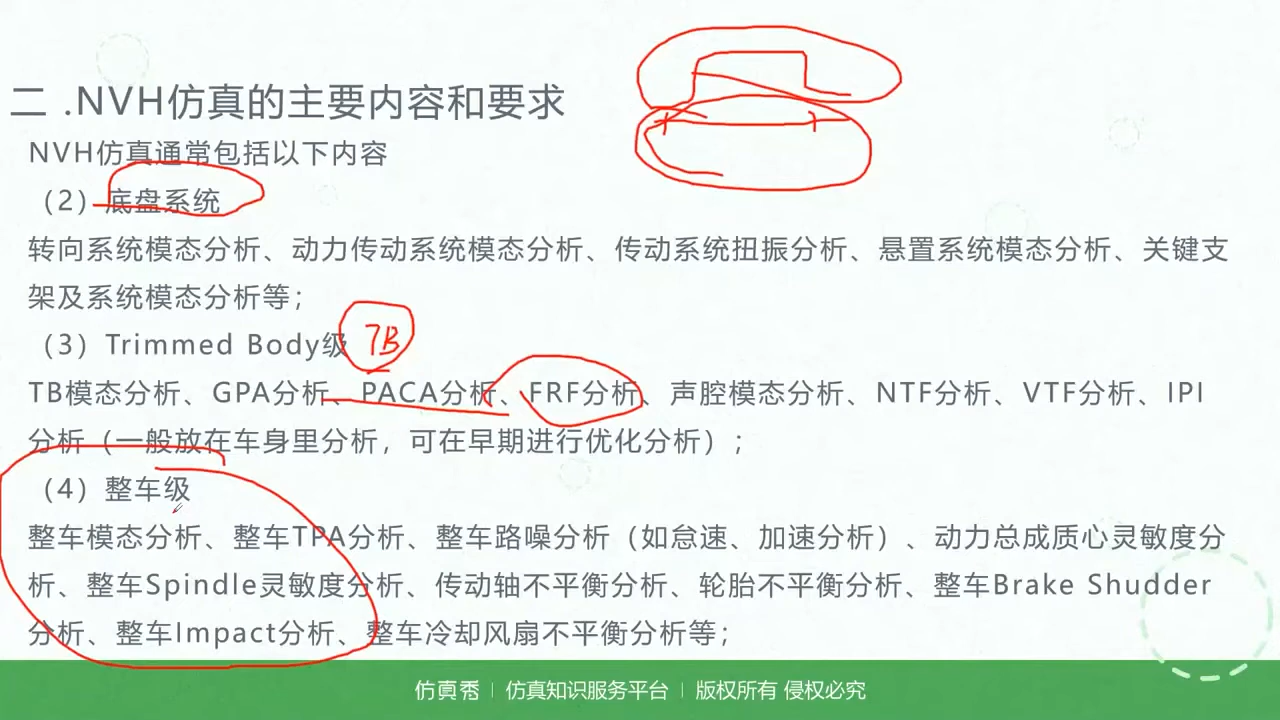 二 .NVH仿真的主要内容和要求
NVH仿真通常包括以下内容
（2）底盘系统
转向系统模态分析、动力传动系统模态分析、传动系统扭振分析、悬置系统模态分析、关键支
架及系统模态分析等；
（3）Trimmed Body级 TB
TB模态分析、GPA分析、PACA分析、FRF分析、声腔模态分析、NTF分析、VTF分析、IPI
分析（一般放在车身里分析，可在早期进行优化分析）；
（4）整车级
整车模态分析、整车TPA分析、整车路噪分析（如怠速、加速分析）、动力总成质心灵敏度分
析、整车Spindle灵敏度分析、传动轴不平衡分析、轮胎不平衡分析、整车Brake Shudder
分析、整车Impact分析、整车冷却风扇不平衡分析等；
仿真秀 | 仿真知识服务平台 | 版权所有 侵权必究